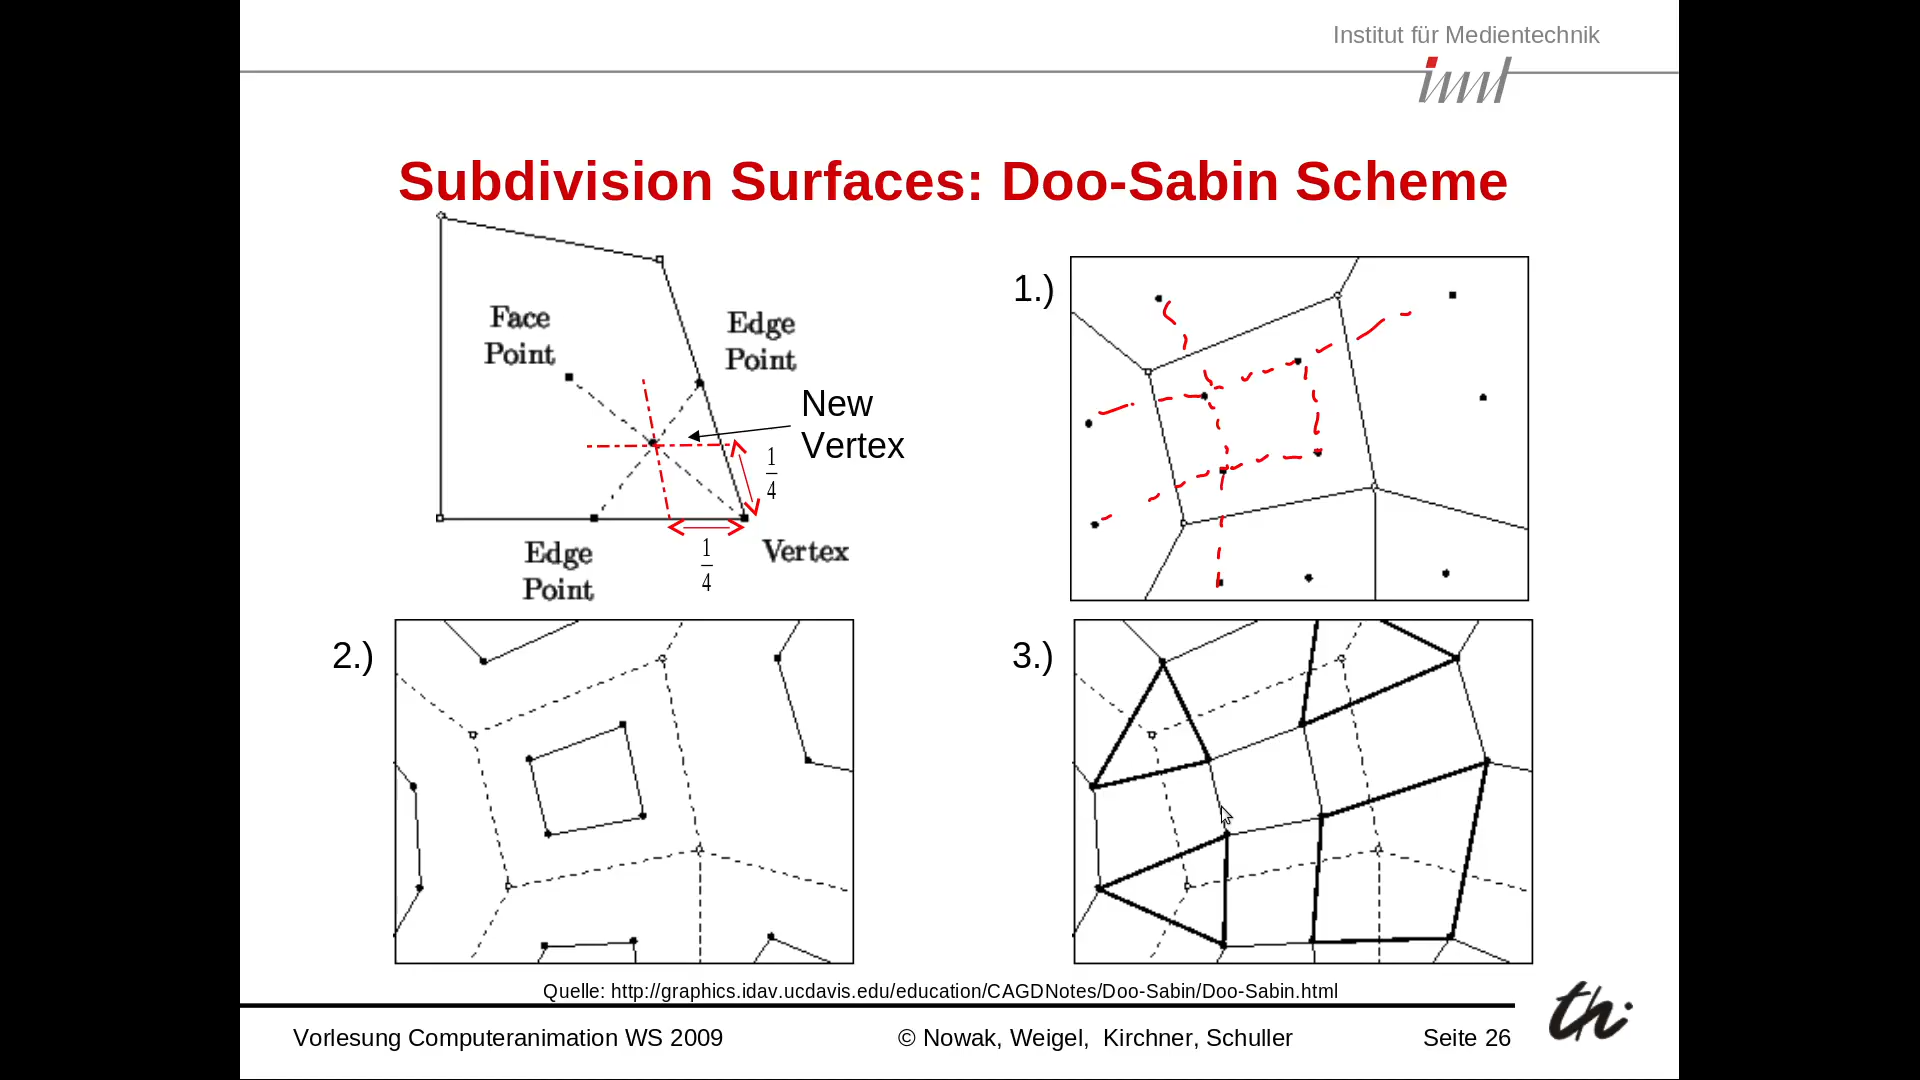 Institut für Medientechnik
Subdivision Surfaces: Doo-Sabin Scheme
Face
Point
Edge
Point
New
Vertex
1
4
Edge
Point
1
4
Vertex
1.)
2.)
3.)
Quelle: http://graphics.idav.ucdavis.edu/education/CAGDNotes/Doo-Sabin/Doo-Sabin.html
Vorlesung Computeranimation WS 2009
© Nowak, Weigel, Kirchner, Schuller
Seite 26
th